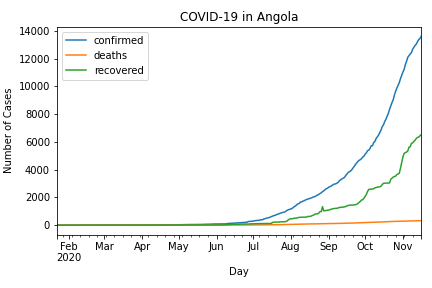 COVID-19 in Angola
confirmed
deaths
recovered
Number of Cases
14000
12000
10000
8000
6000
4000
2000
0
Feb Mar Apr May Jun Jul Aug Sep Oct Nov
2020
Day